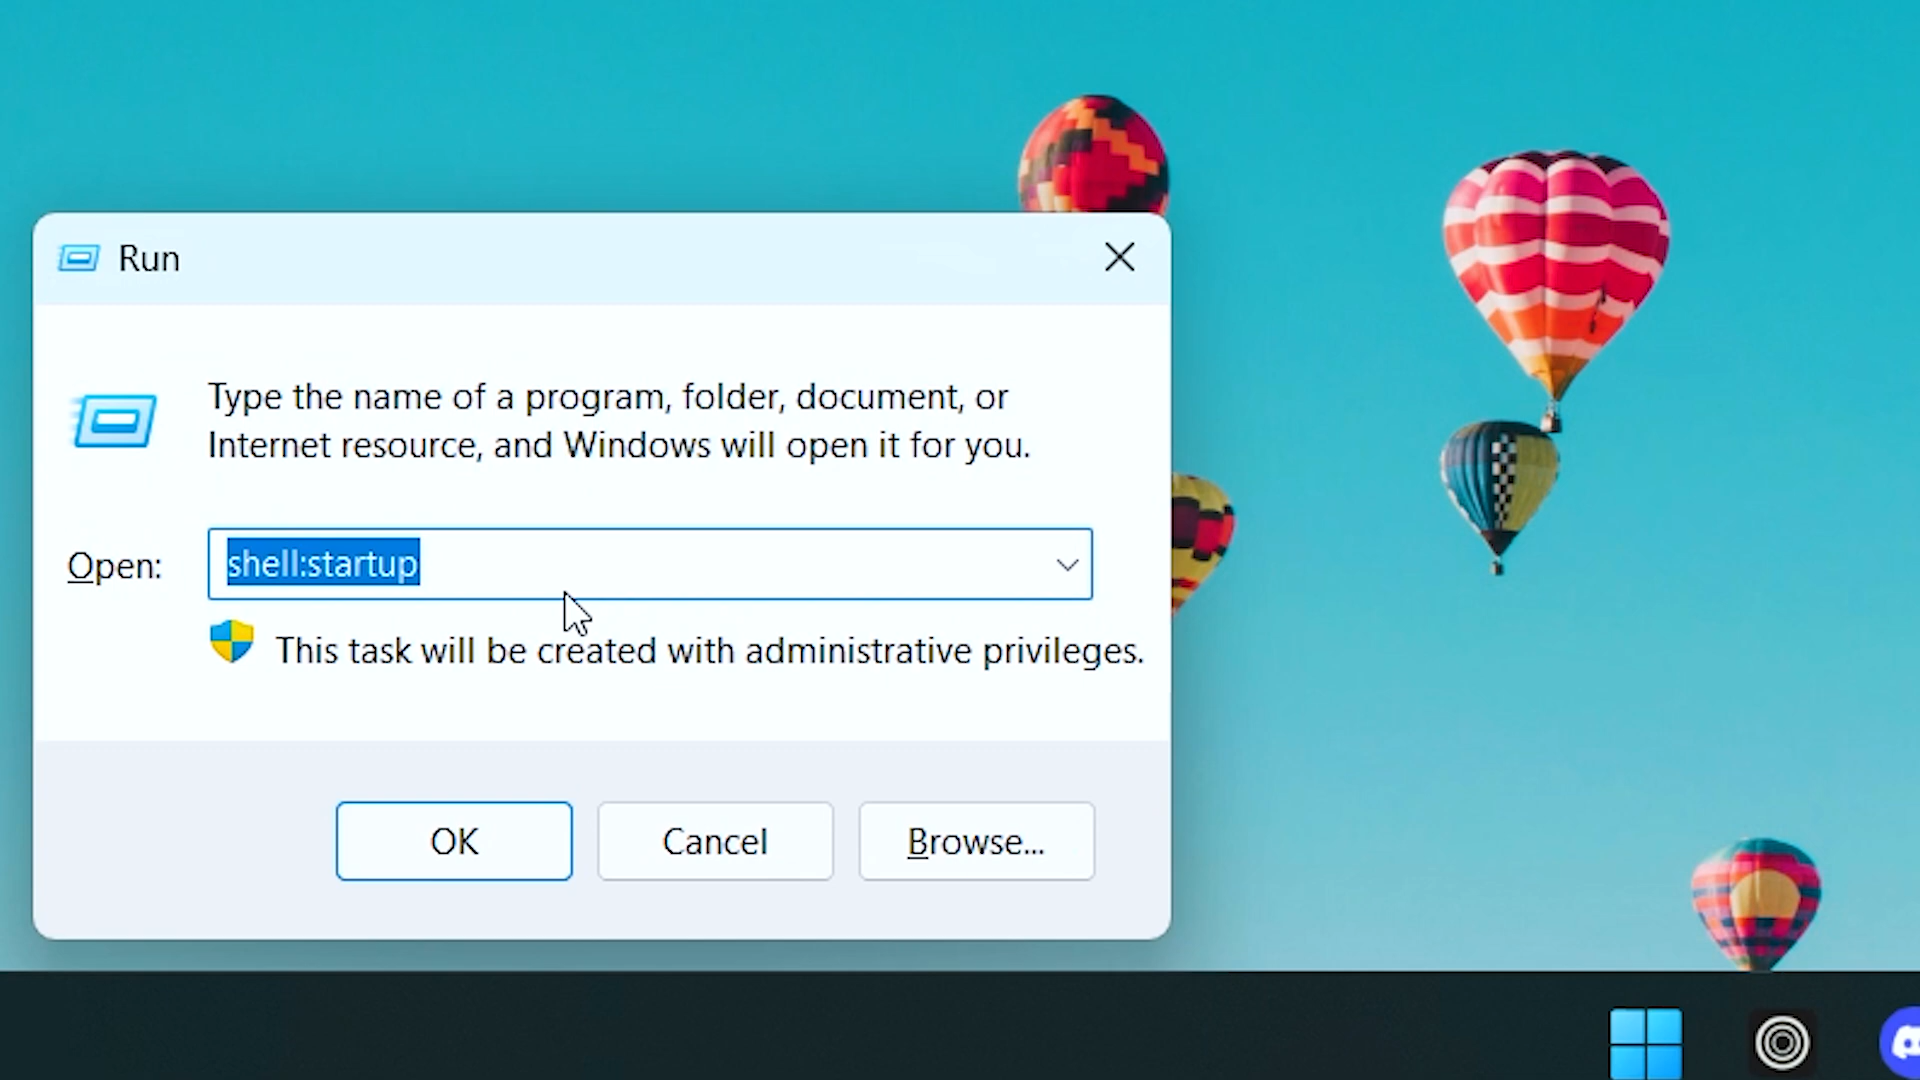 Run
Type the name of a program, folder, document, or
Internet resource, and Windows will open it for you.
Open:
shell:startup
This task will be created with administrative privileges.
OK
Cancel
Browse...